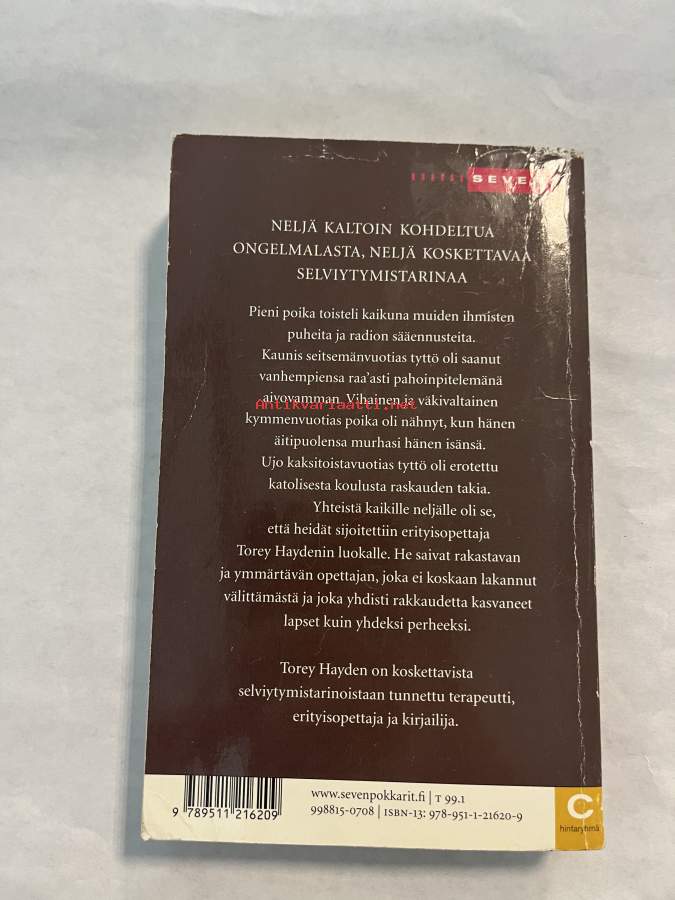 SEVE
NELJÄ KALTOIN KOHDELTUA
ONGELMALASTA, NELJÄ KOSKETTAVAA
SELVIYTYMISTARINAA
Pieni poika toisteli kaikuna muiden ihmisten
puheita ja radion sääennusteita.
Kaunis seitsemänvuotias tyttö oli saanut
vanhempiensa raa’asti pahoinpitelemänä
aivovamman. Vihainen ja väkivaltainen
Antikvariaatti.net
kymmenvuotias poika oli nähnyt, kun hänen
äitipuolensa murhasi hänen isänsä.
Ujo kaksitoistavuotias tyttö oli erotettu
katolisesta koulusta raskauden takia.
Yhteistä kaikille neljälle oli se,
että heidät sijoitettiin erityisopettaja
Torey Haydenin luokalle. He saivat rakastavan
ja ymmärtävän opettajan, joka ei koskaan lakannut
välittämästä ja joka yhdisti rakkaudetta kasvaneet
lapset kuin yhdeksi perheeksi.
Torey Hayden on koskettavista
selviytymistarinoistaan tunnettu terapeutti,
erityisopettaja ja kirjailija.
www.sevenpokkarit.fi | T 99.1
998815-0708 | ISBN-13: 978-951-1-21620-9
9 789511 216209
C
hintaryhmä